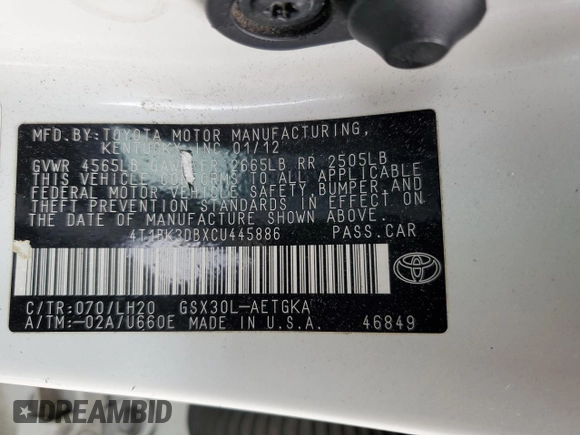 MFD. BY: TOYOTA MOTOR MANUFACTURING,
KENTUCKY, INC. 01/12
GVWR 4565LB GAWR FR 2665LB RR 2505LB
THIS VEHICLE CONFORMS TO ALL APPLICABLE
FEDERAL MOTOR VEHICLE SAFETY, BUMPER, AND
THEFT PREVENTION STANDARDS IN EFFECT ON THE
DATE OF MANUFACTURE SHOWN ABOVE.
4T1BK3DBXCU445886 PASS. CAR
C/TR: 070/LH20 GSX30L-AETGKA
A/TM: -02A/U660E MADE IN U.S.A. 46849
TOYOTA
DREAMBID